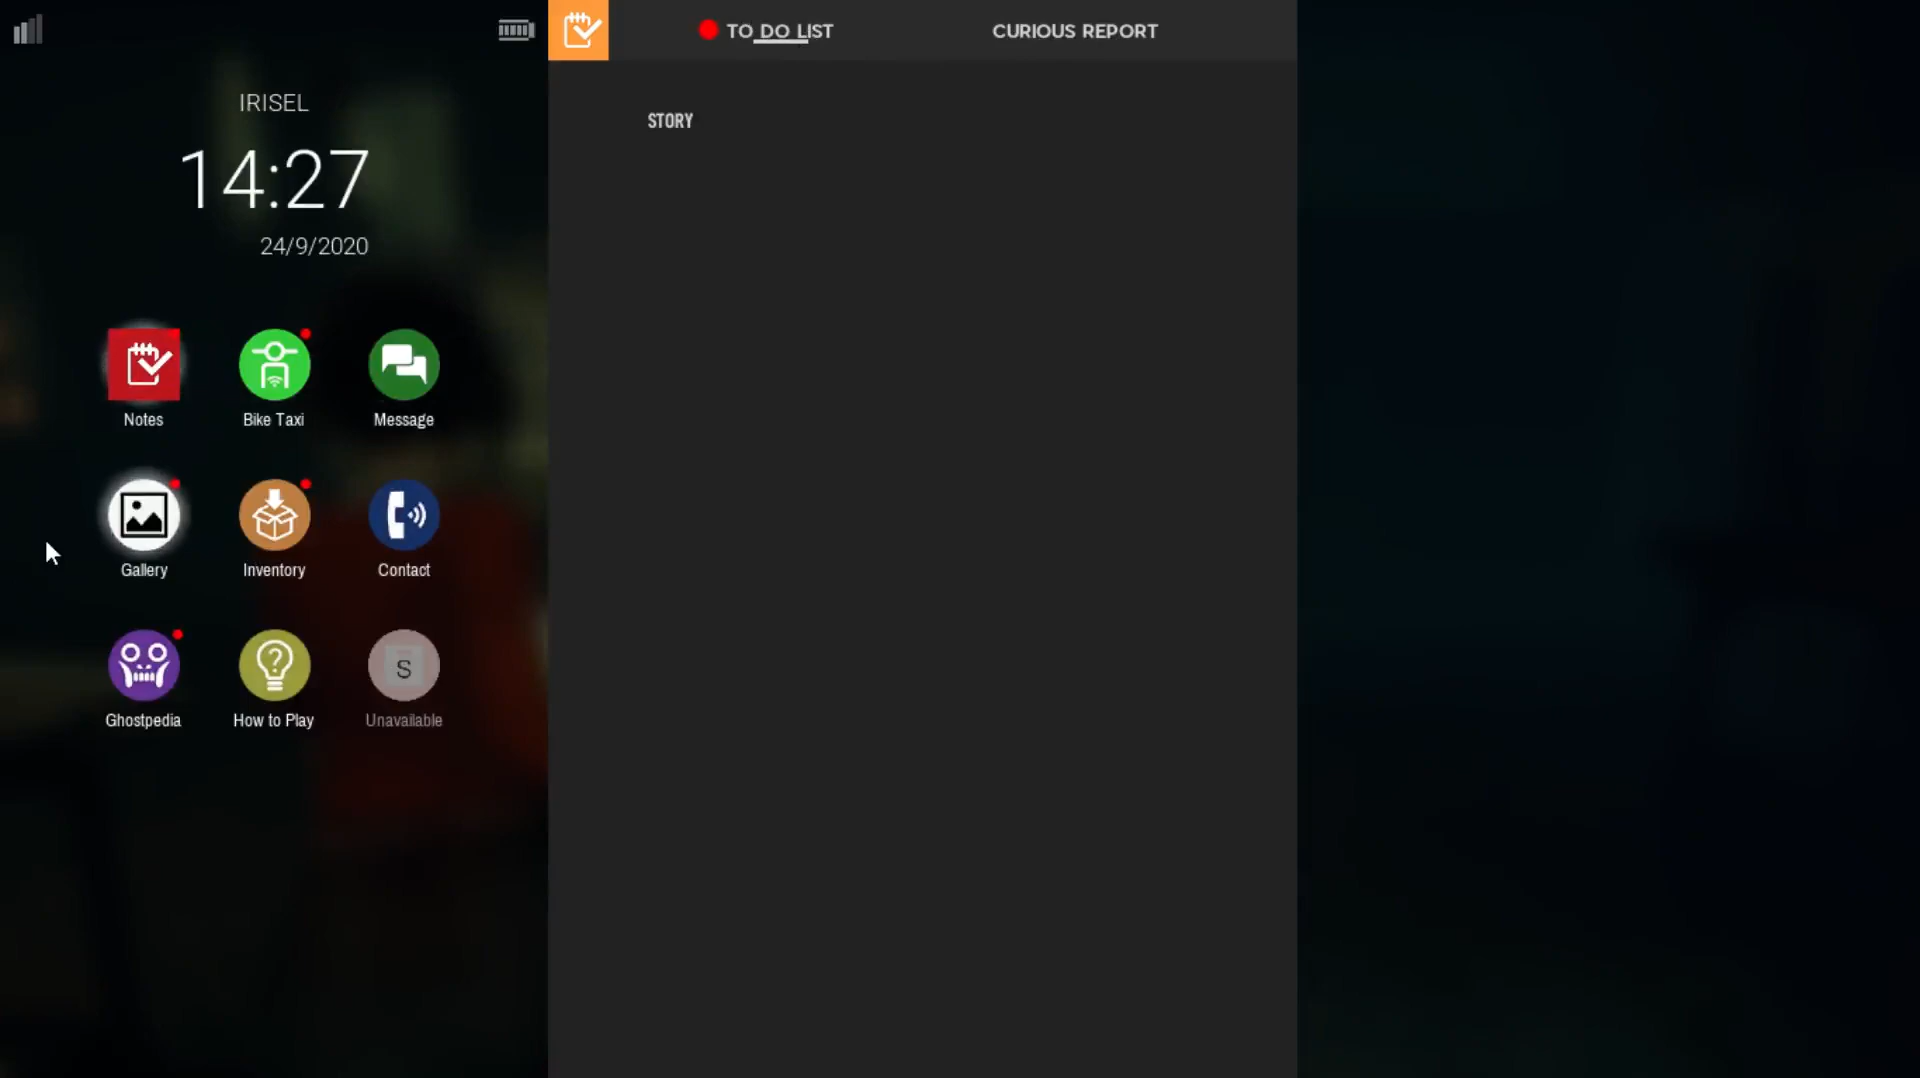 TO DO LIST
CURIOUS REPORT
IRISEL
14:27
24/9/2020
STORY
Notes
Bike Taxi
Message
Gallery
Inventory
Contact
?
S
Ghostpedia
How to Play
Unavailable